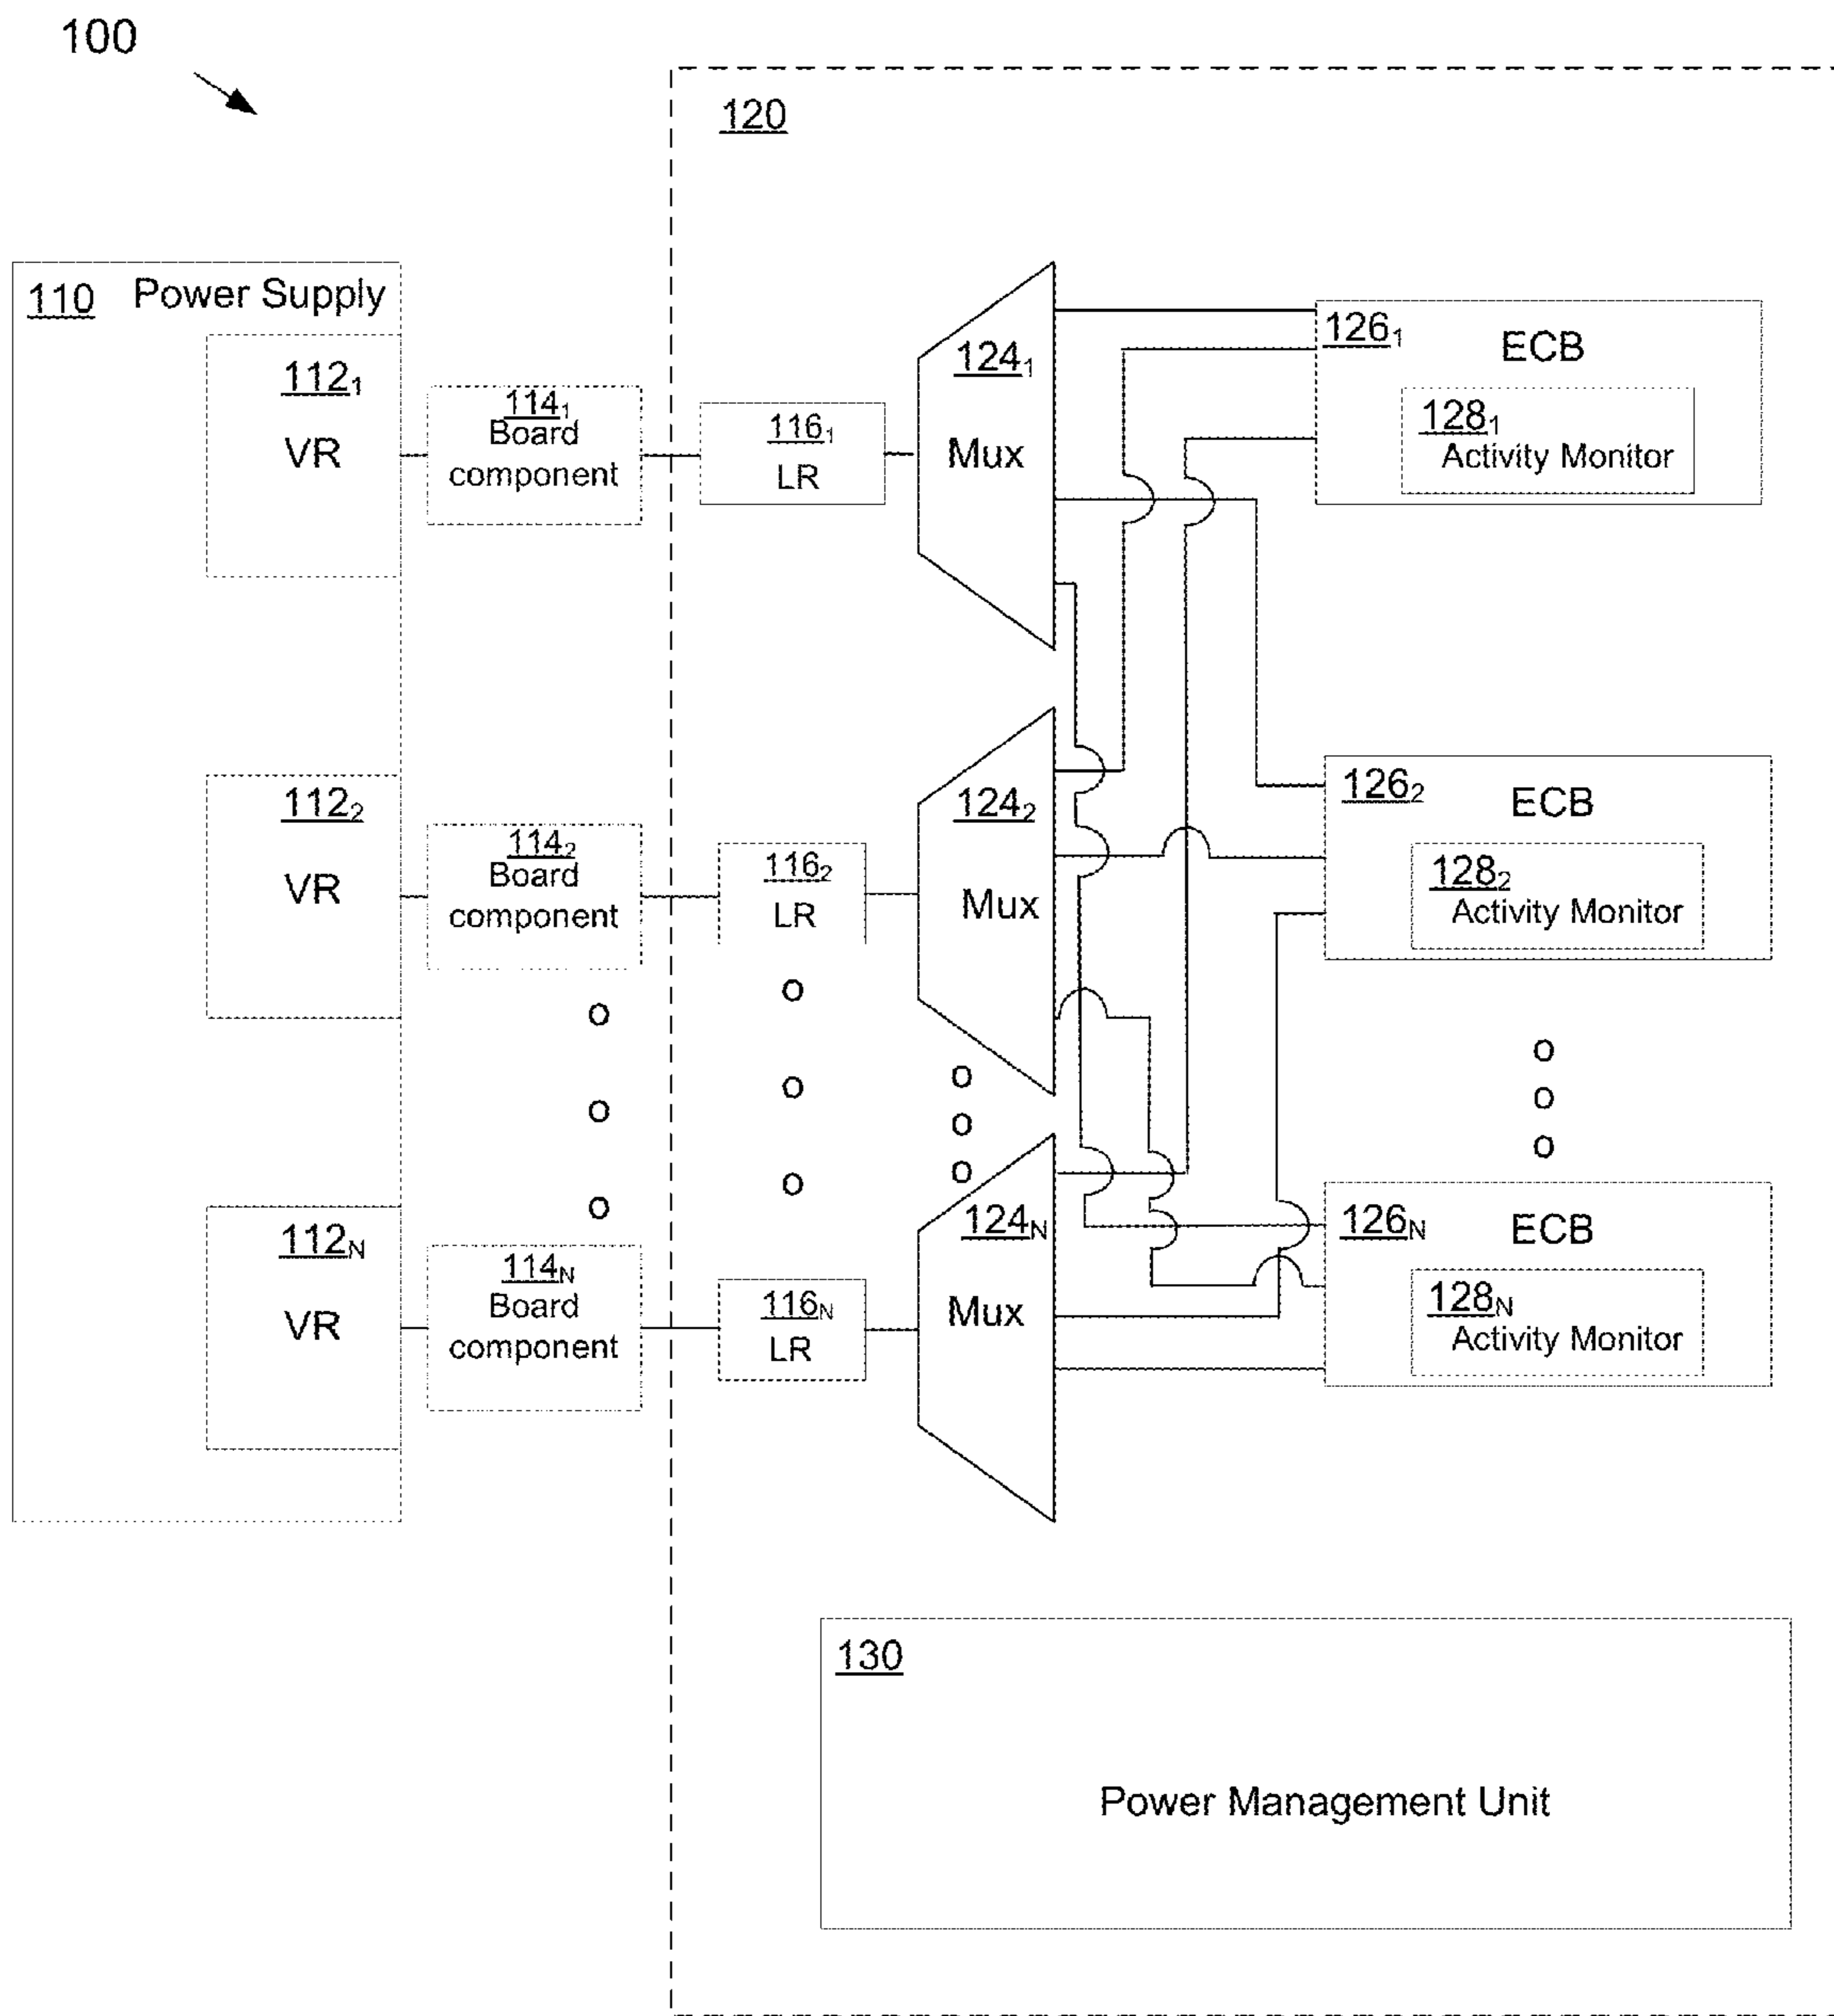 100
120
110 Power Supply
112₁
VR
114₁
Board
component
116₁
LR
124₁
Mux
126₁
ECB
128₁
Activity Monitor
112₂
VR
114₂
Board
component
116₂
LR
124₂
Mux
126₂
ECB
128₂
Activity Monitor
o
o
o
o
o
o
o
o
o
o
o
o
112N
VR
114N
Board
component
116N
LR
124N
Mux
126N
ECB
128N
Activity Monitor
130
Power Management Unit